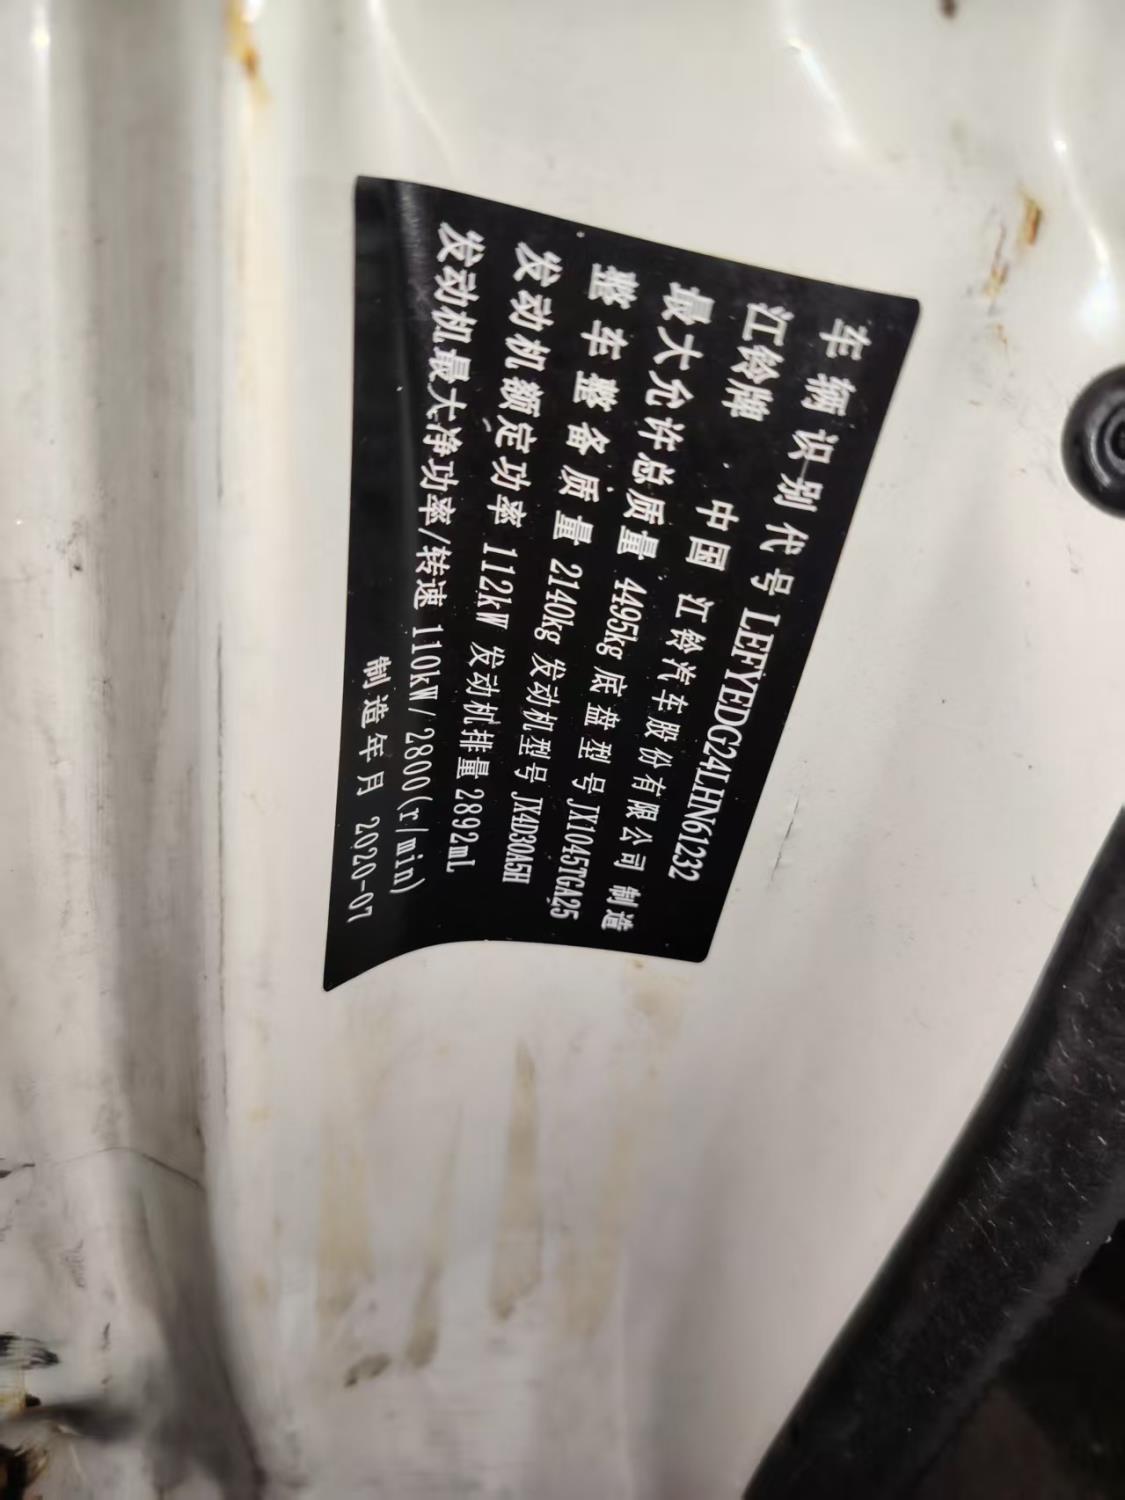 车辆识别代号 LEFYEDG24LHN61232
江铃牌 中国 江铃汽车股份有限公司 制造
最大允许总质量 4495kg 底盘型号 JX1045TGA25
整车整备质量 2140kg 发动机型号 JX4D30A5H
发动机额定功率 112kW 发动机排量 2892mL
发动机最大净功率/转速 110kW/2800(r/min)
制造年月 2020-07